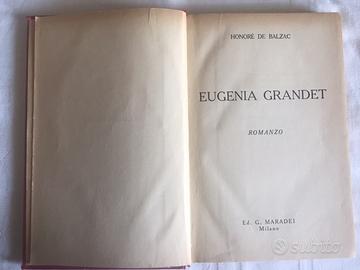 HONORÉ DE BALZAC
EUGENIA GRANDET
ROMANZO
Ed. G. MARADEI
Milano
subito